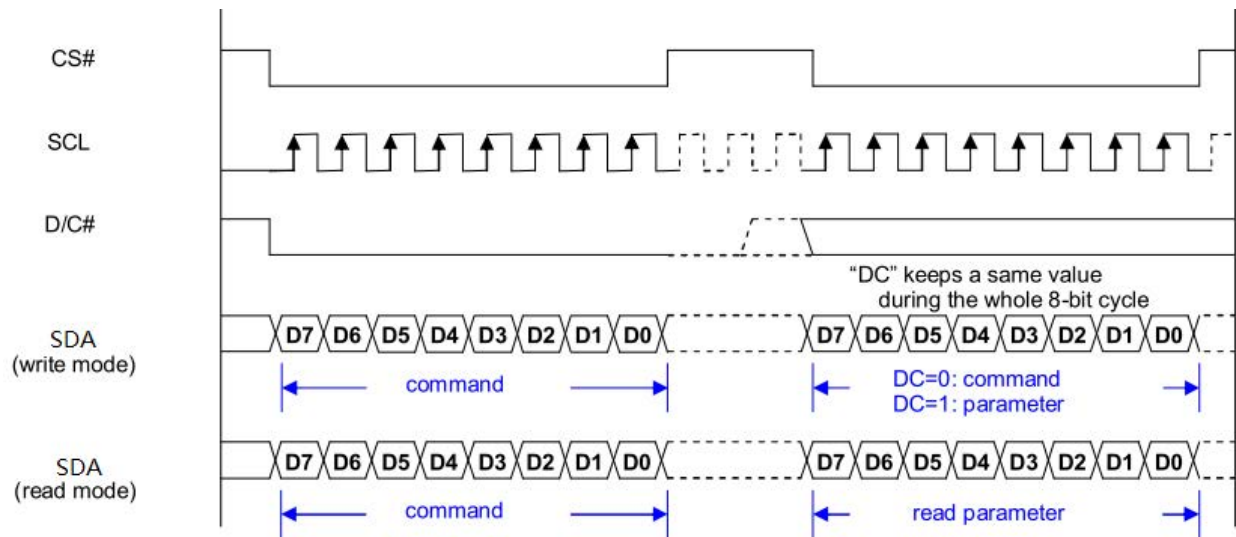 CS#
SCL
D/C#
“DC” keeps a same value
during the whole 8-bit cycle
SDA
(write mode)
D7 D6 D5 D4 D3 D2 D1 D0 D7 D6 D5 D4 D3 D2 D1 D0
command
DC=0: command
DC=1: parameter
SDA
(read mode)
D7 D6 D5 D4 D3 D2 D1 D0 D7 D6 D5 D4 D3 D2 D1 D0
command read parameter